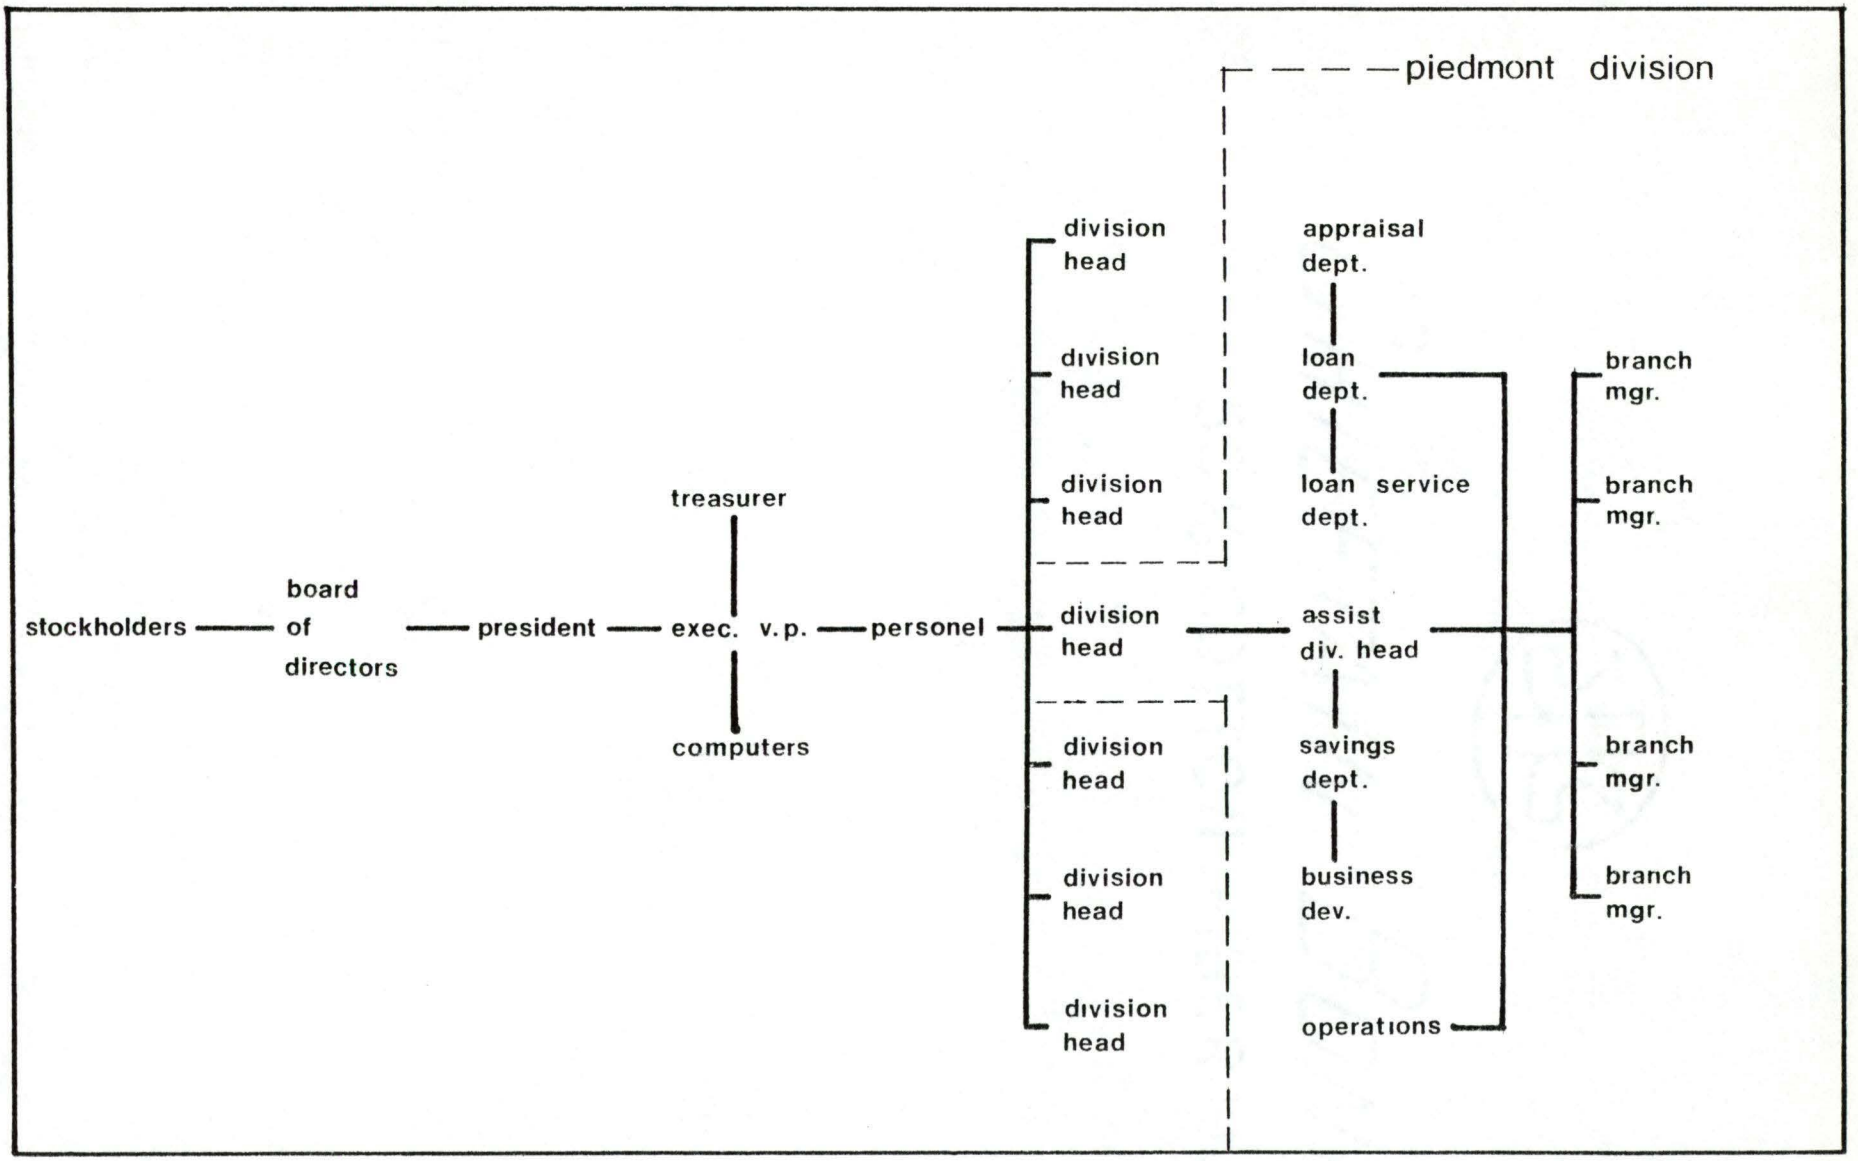 piedmont division
stockholders
board
of
directors
president
treasurer
exec. v.p.
computers
personel
division
head
division
head
division
head
division
head
division
head
division
head
division
head
appraisal
dept.
loan
dept.
loan service
dept.
assist
div. head
savings
dept.
business
dev.
operations
branch
mgr.
branch
mgr.
branch
mgr.
branch
mgr.